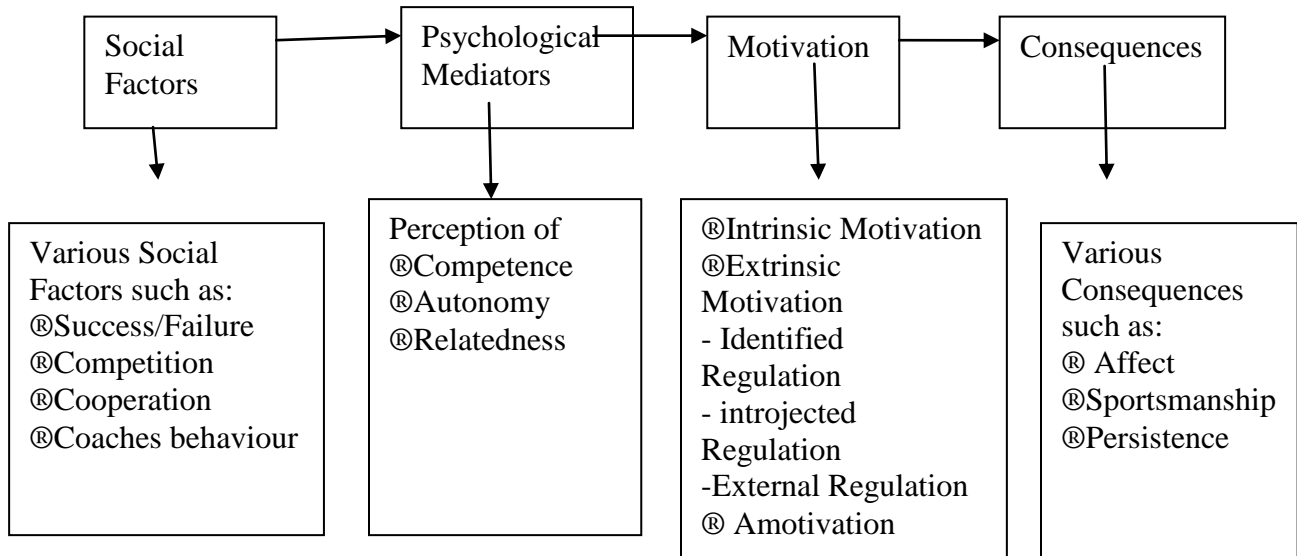 Social
Factors
Psychological
Mediators
Motivation
Consequences
Various Social
Factors such as:
®Success/Failure
®Competition
®Cooperation
®Coaches behaviour
Perception of
®Competence
®Autonomy
®Relatedness
®Intrinsic Motivation
®Extrinsic
Motivation
- Identified
Regulation
- introjected
Regulation
-External Regulation
® Amotivation
Various
Consequences
such as:
® Affect
®Sportsmanship
®Persistence